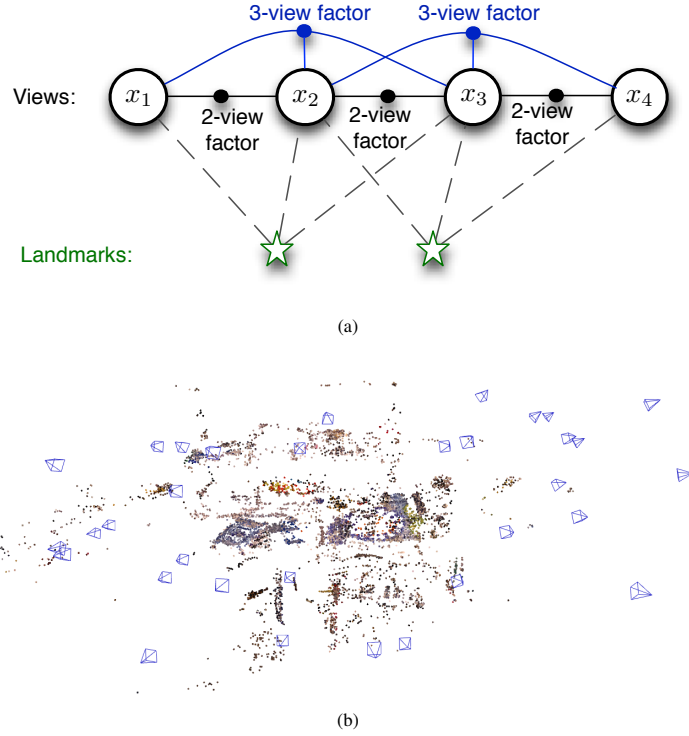 3-view factor 3-view factor
Views: x₁ x₂ x₃ x₄
2-view factor 2-view factor 2-view factor
Landmarks:
(a)
(b)